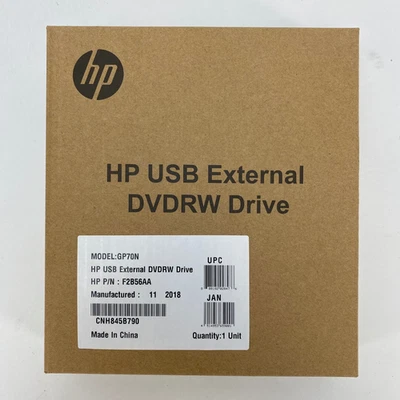 hp
HP USB External
DVDRW Drive
MODEL:GP70N
HP USB External DVDRW Drive
HP P/N : F2B56AA
Manufactured : 11 2018
CNH845B790
Made In China
UPC
JAN
Quantity:1 Unit